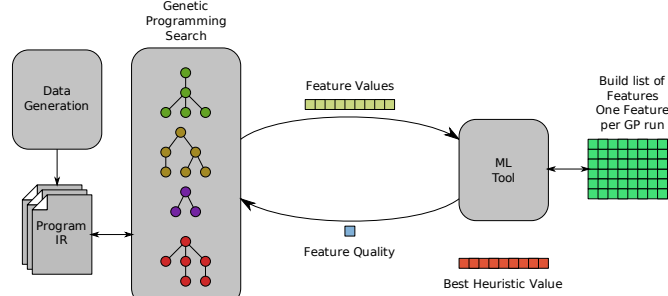 Genetic
Programming
Search
Data
Generation
Program
IR
Feature Values
Feature Quality
ML
Tool
Build list of
Features
One Feature
per GP run
Best Heuristic Value